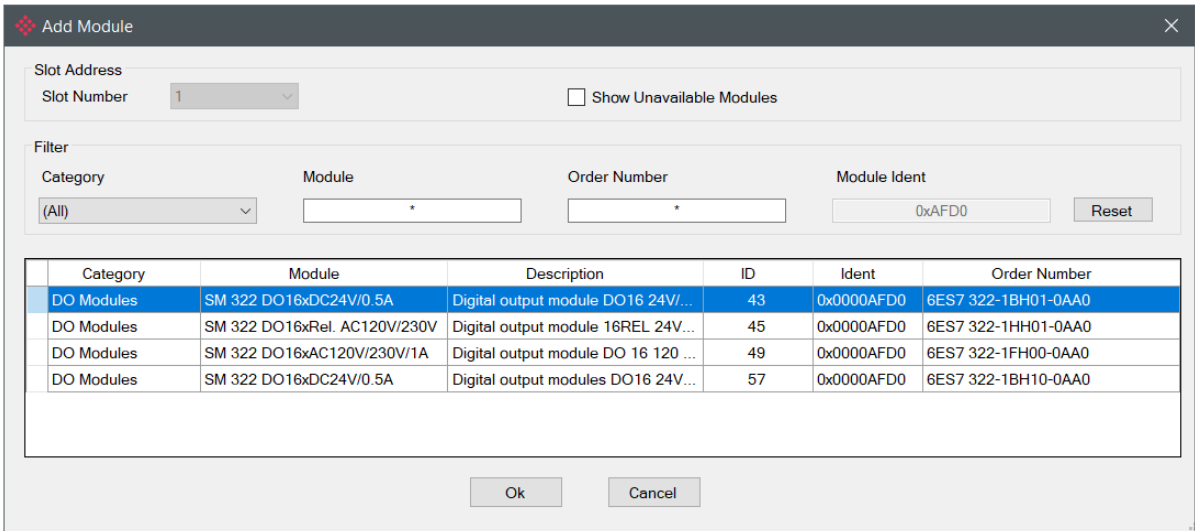 Add Module
Slot Address
Slot Number 1 Show Unavailable Modules
Filter
Category Module Order Number Module Ident
(All) * * 0xAFD0 Reset
Category Module Description ID Ident Order Number
DO Modules SM 322 DO16xDC24V/0.5A Digital output module DO16 24V/... 43 0x0000AFD0 6ES7 322-1BH01-0AA0
DO Modules SM 322 DO16xRel. AC120V/230V Digital output module 16REL 24V... 45 0x0000AFD0 6ES7 322-1HH01-0AA0
DO Modules SM 322 DO16xAC120V/230V/1A Digital output module DO 16 120 ... 49 0x0000AFD0 6ES7 322-1FH00-0AA0
DO Modules SM 322 DO16xDC24V/0.5A Digital output modules DO16 24V... 57 0x0000AFD0 6ES7 322-1BH10-0AA0
Ok Cancel